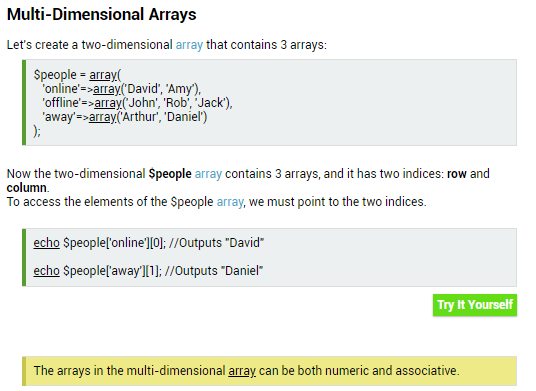 Multi-Dimensional Arrays
Let's create a two-dimensional array that contains 3 arrays:
$people = array(
'online'=>array('David', 'Amy'),
'offline'=>array('John', 'Rob', 'Jack'),
'away'=>array('Arthur', 'Daniel')
);
Now the two-dimensional $people array contains 3 arrays, and it has two indices: row and
column.
To access the elements of the $people array, we must point to the two indices.
echo $people['online'][0]; //Outputs "David"
echo $people['away'][1]; //Outputs "Daniel"
Try It Yourself
The arrays in the multi-dimensional array can be both numeric and associative.